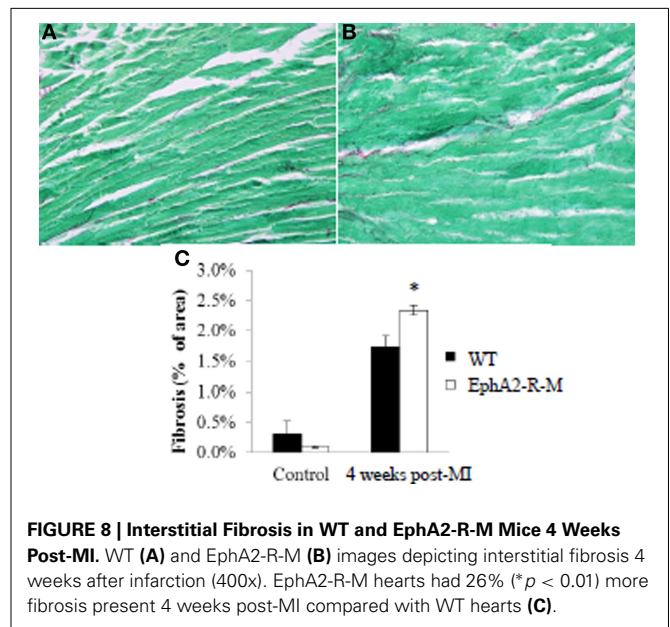 A
B
C
3.0%
2.5%
2.0%
1.5%
1.0%
0.5%
0.0%
Fibrosis (% of area)
*
WT
EphA2-R-M
Control
4 weeks post-MI
FIGURE 8 | Interstitial Fibrosis in WT and EphA2-R-M Mice 4 Weeks
Post-MI. WT (A) and EphA2-R-M (B) images depicting interstitial fibrosis 4
weeks after infarction (400x). EphA2-R-M hearts had 26% (*p < 0.01) more
fibrosis present 4 weeks post-MI compared with WT hearts (C).